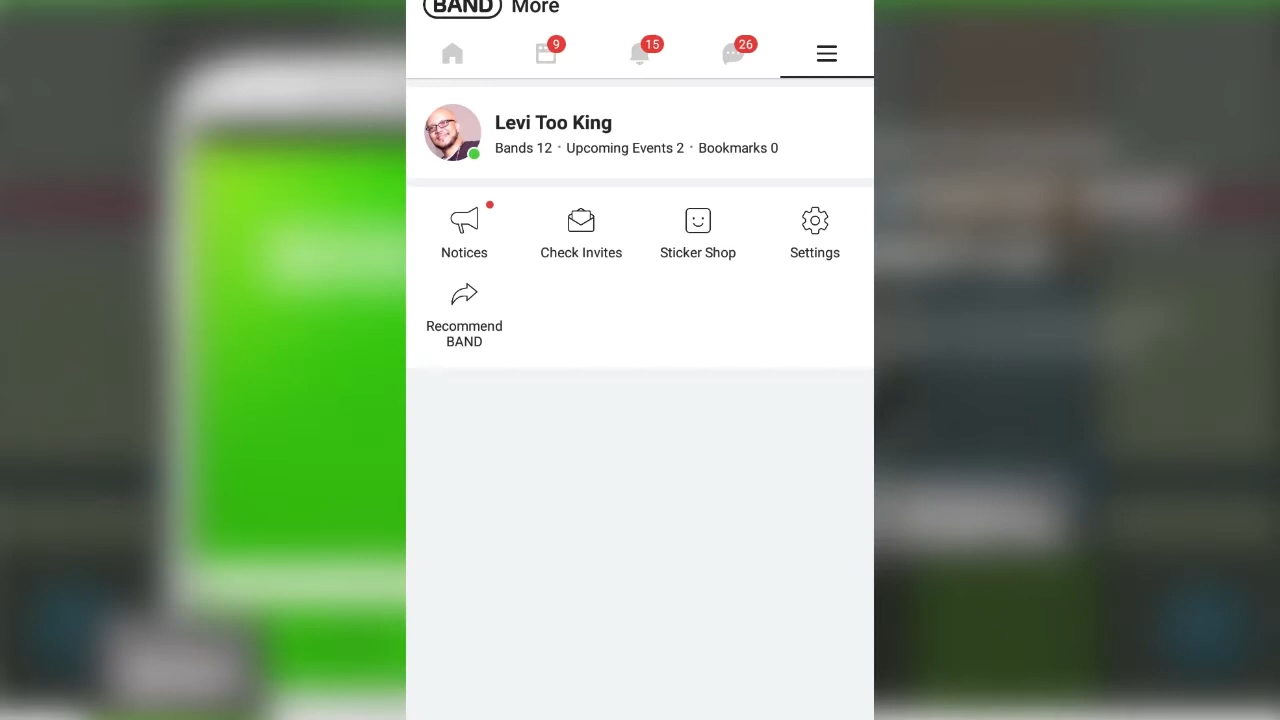 BAND More
9 15 26
Levi Too King
Bands 12 · Upcoming Events 2 · Bookmarks 0
Notices Check Invites Sticker Shop Settings
Recommend
BAND